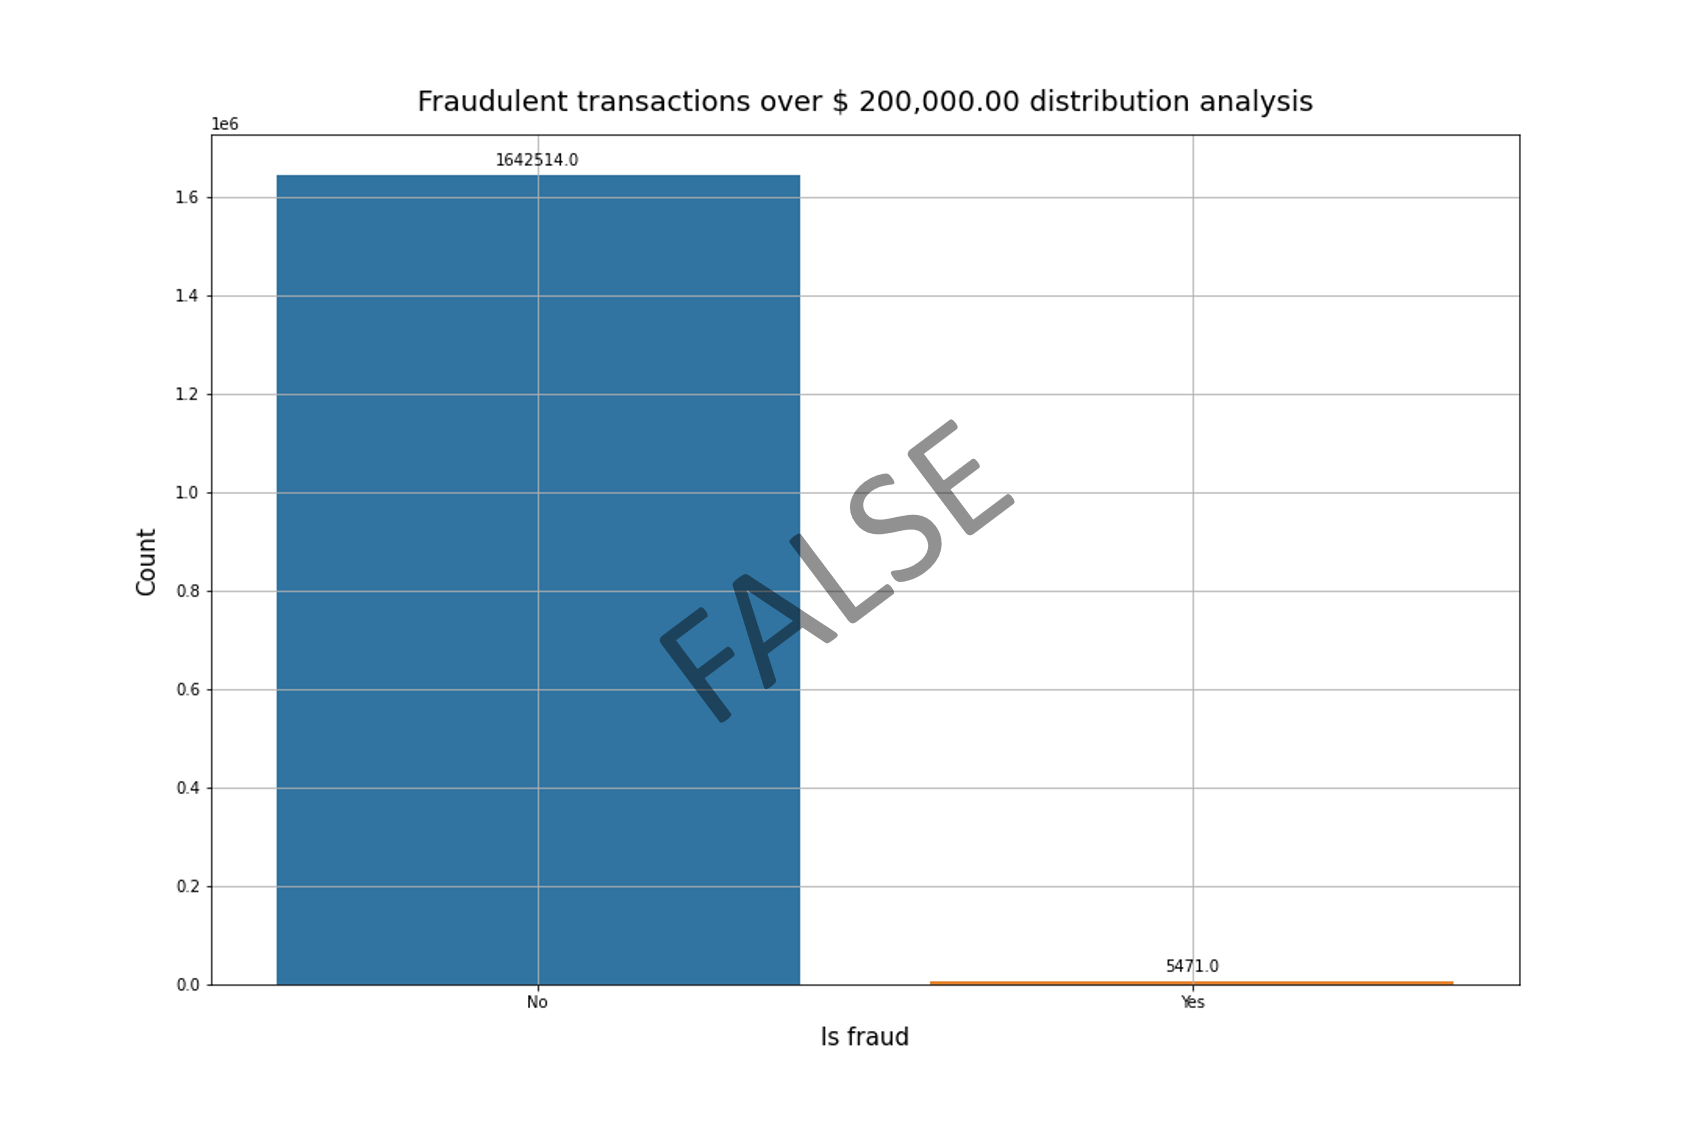 Fraudulent transactions over $ 200,000.00 distribution analysis
1e6
1642514.0
1.6
1.4
1.2
1.0
0.8
0.6
0.4
0.2
0.0
Count
FALSE
5471.0
No
Yes
Is fraud